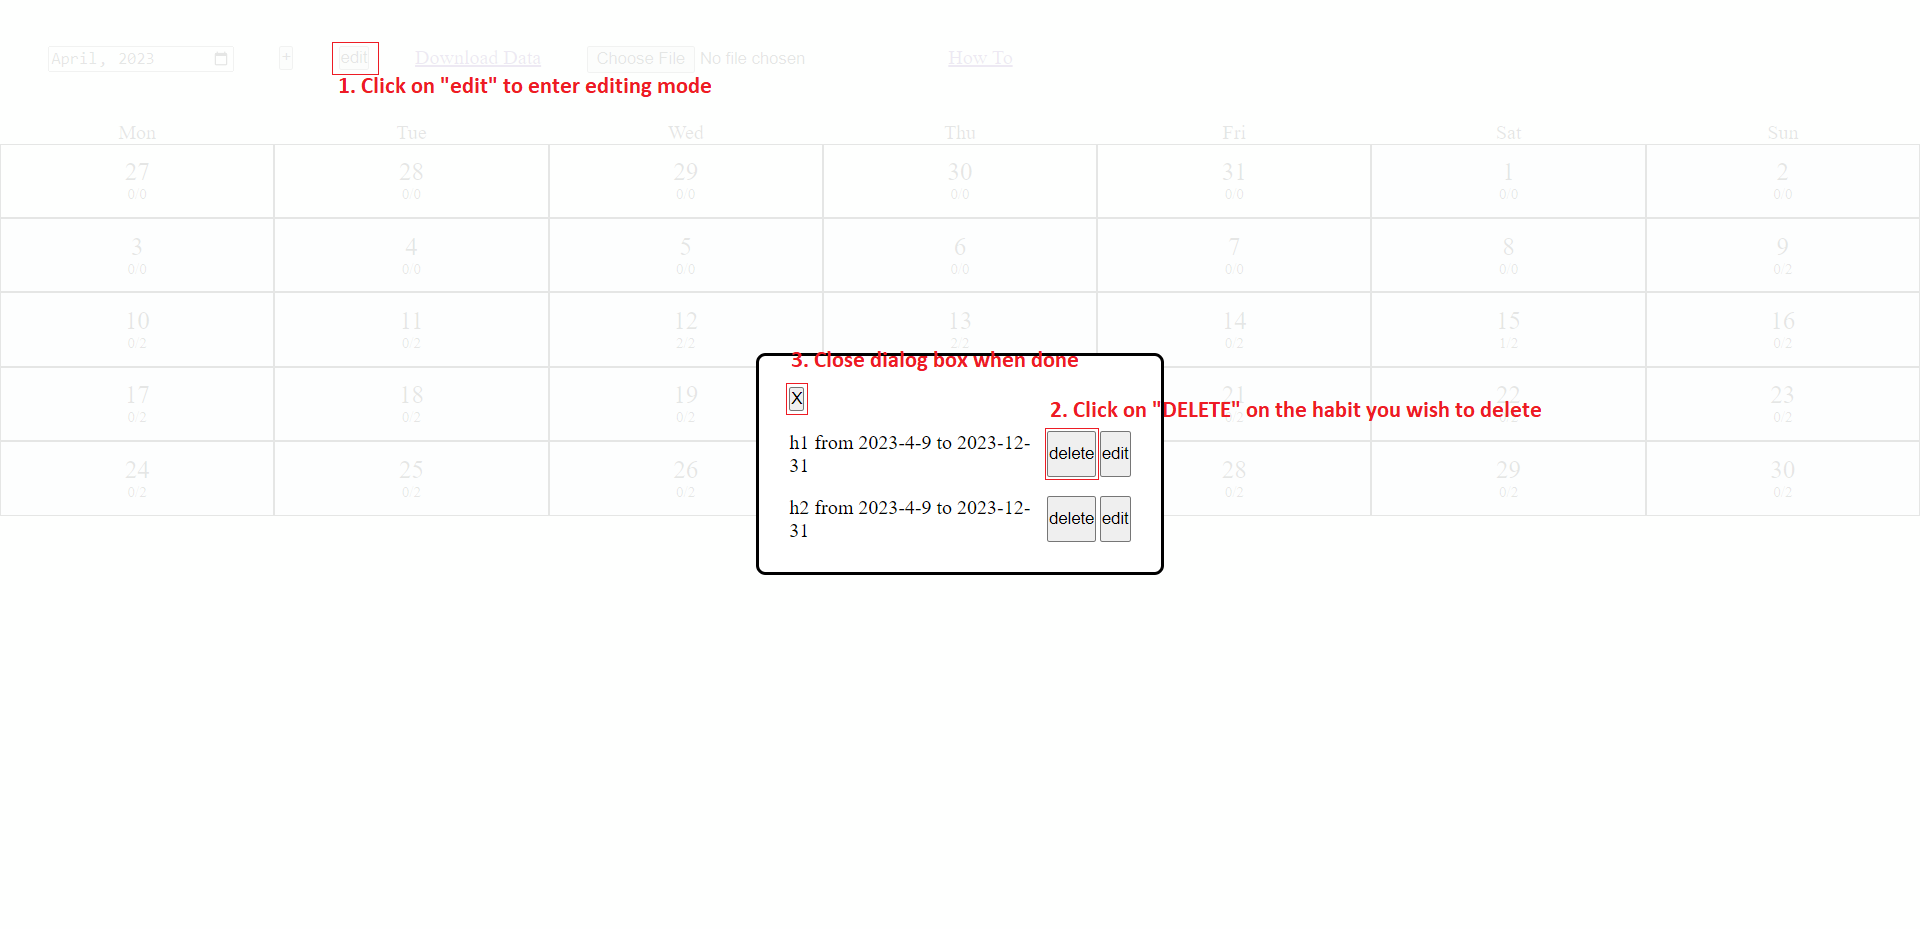 April, 2023 + edit Download Data Choose File No file chosen How To
1. Click on "edit" to enter editing mode
Mon Tue Wed Thu Fri Sat Sun
27 28 29 30 31 1 2
0/0 0/0 0/0 0/0 0/0 0/0 0/0
3 4 5 6 7 8 9
0/0 0/0 0/0 0/0 0/0 0/0 0/2
10 11 12 13 14 15 16
0/2 0/2 2/2 2/2 0/2 1/2 0/2
3. Close dialog box when done
17 18 19 21 22 23
X
2. Click on "DELETE" on the habit you wish to delete
0/2 0/2 0/2 0/2
h1 from 2023-4-9 to 2023-12-
31
delete edit
24 25 26 28 29 30
0/2 0/2 0/2 0/2 0/2 0/2
h2 from 2023-4-9 to 2023-12-
31
delete edit